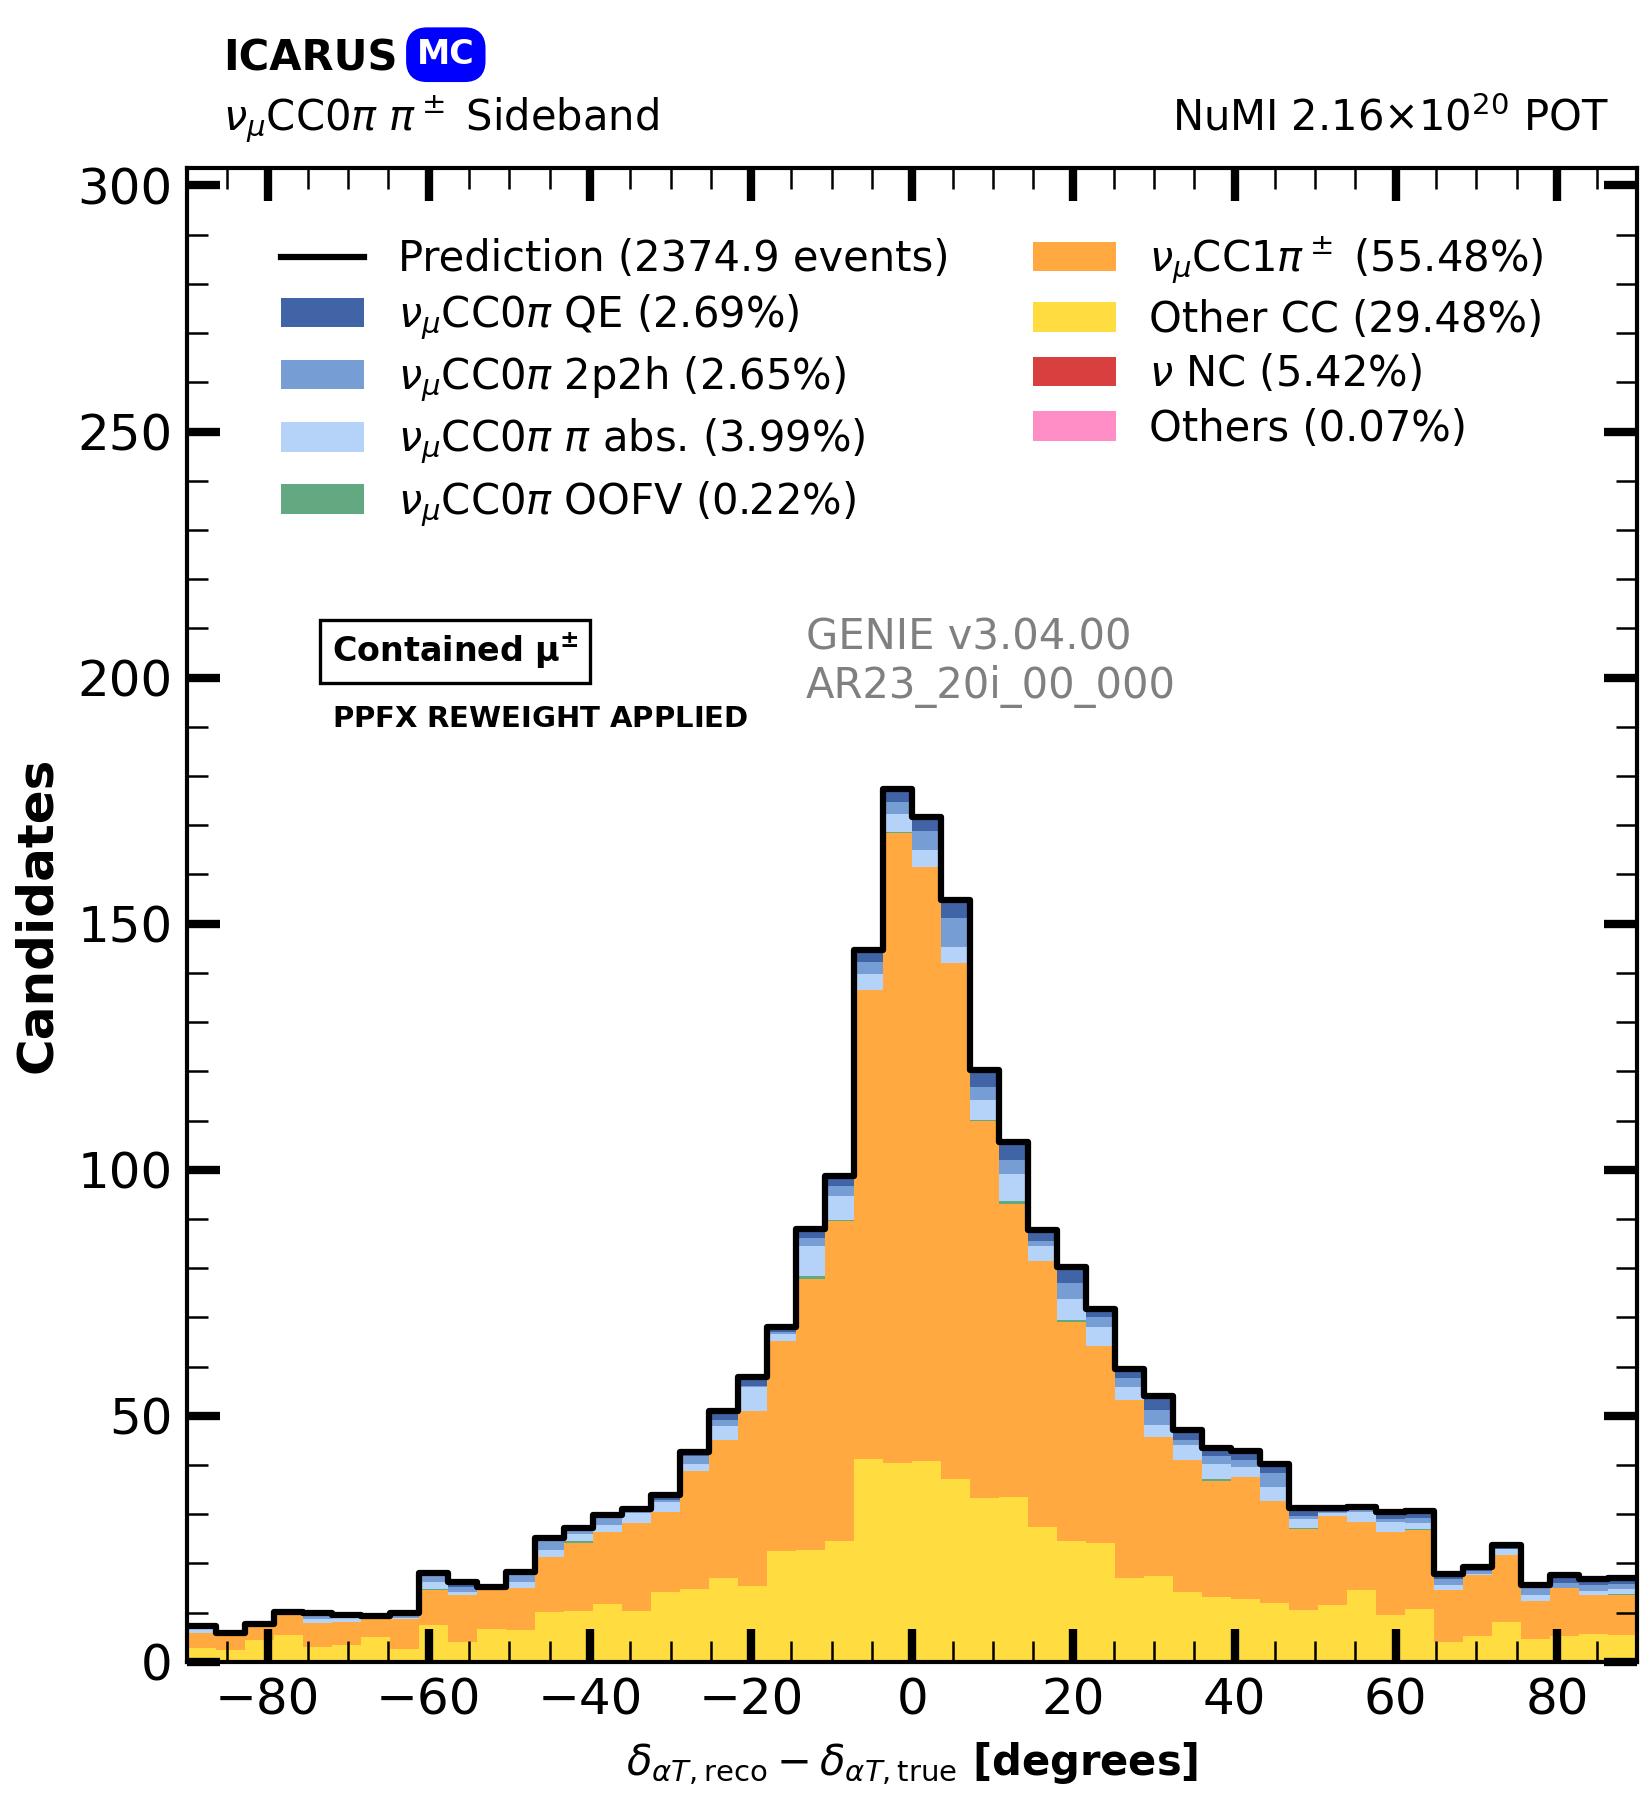 ICARUS MC
νμCC0π π± Sideband
NuMI 2.16×10²⁰ POT
300
250
200
150
100
50
0
Candidates
Prediction (2374.9 events)
νμCC0π QE (2.69%)
νμCC0π 2p2h (2.65%)
νμCC0π π abs. (3.99%)
νμCC0π OOFV (0.22%)
νμCC1π± (55.48%)
Other CC (29.48%)
ν NC (5.42%)
Others (0.07%)
Contained μ±
PPFX REWEIGHT APPLIED
GENIE v3.04.00
AR23_20i_00_000
−80 −60 −40 −20 0 20 40 60 80
δαT,reco − δαT,true [degrees]